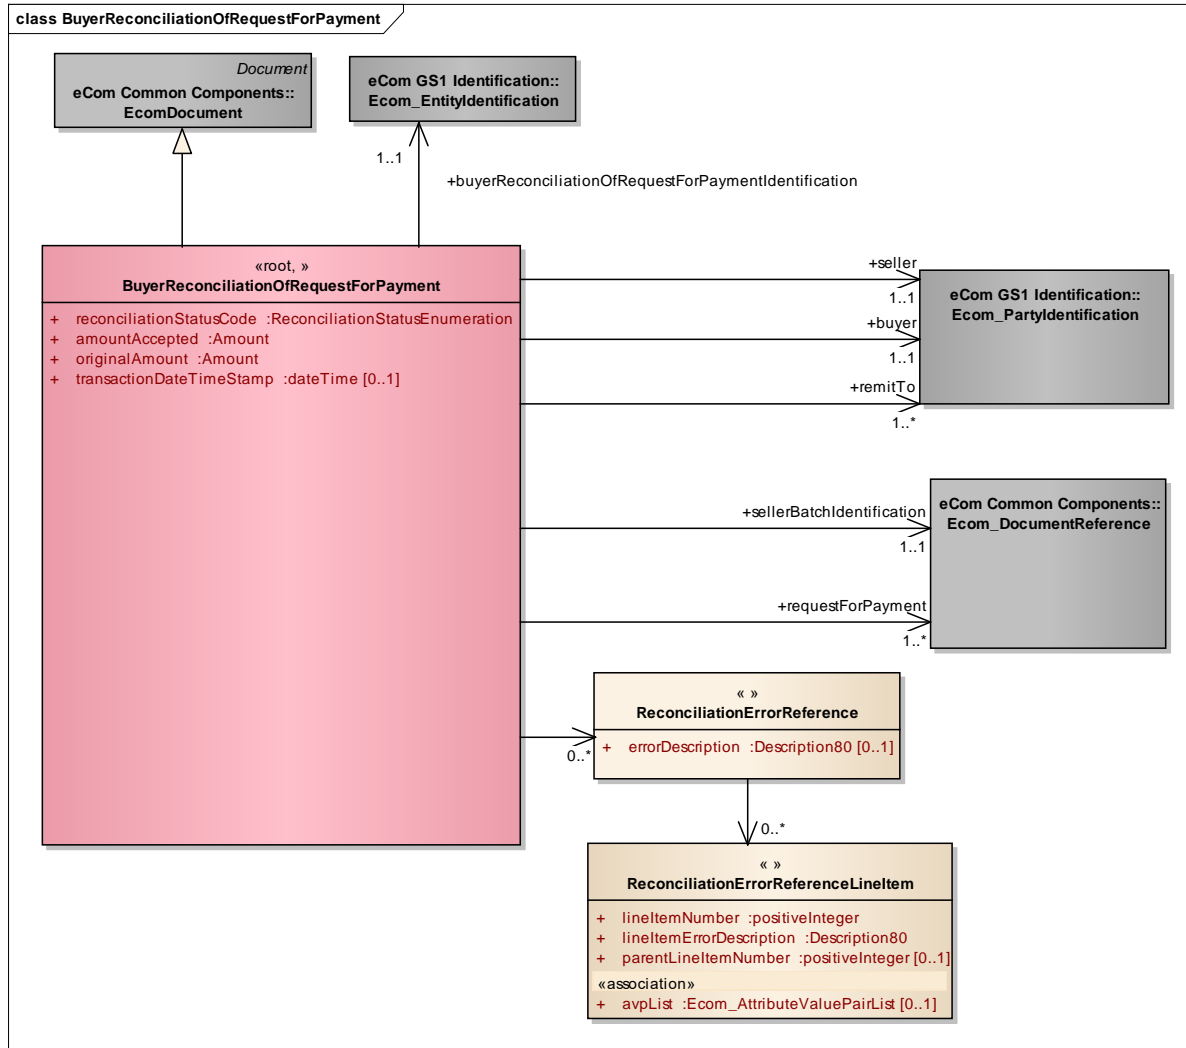 class BuyerReconciliationOfRequestForPayment
Document
eCom Common Components::
EcomDocument
eCom GS1 Identification::
Ecom_EntityIdentification
1..1
+buyerReconciliationOfRequestForPaymentIdentification
«root, »
BuyerReconciliationOfRequestForPayment
+ reconciliationStatusCode :ReconciliationStatusEnumeration
+ amountAccepted :Amount
+ originalAmount :Amount
+ transactionDateTimeStamp :dateTime [0..1]
+seller
1..1
+buyer
1..1
+remitTo
1..*
eCom GS1 Identification::
Ecom_PartyIdentification
+sellerBatchIdentification
1..1
+requestForPayment
1..*
eCom Common Components::
Ecom_DocumentReference
0..*
« »
ReconciliationErrorReference
+ errorDescription :Description80 [0..1]
0..*
« »
ReconciliationErrorReferenceLineItem
+ lineItemNumber :positiveInteger
+ lineItemErrorDescription :Description80
+ parentLineItemNumber :positiveInteger [0..1]
«association»
+ avpList :Ecom_AttributeValuePairList [0..1]